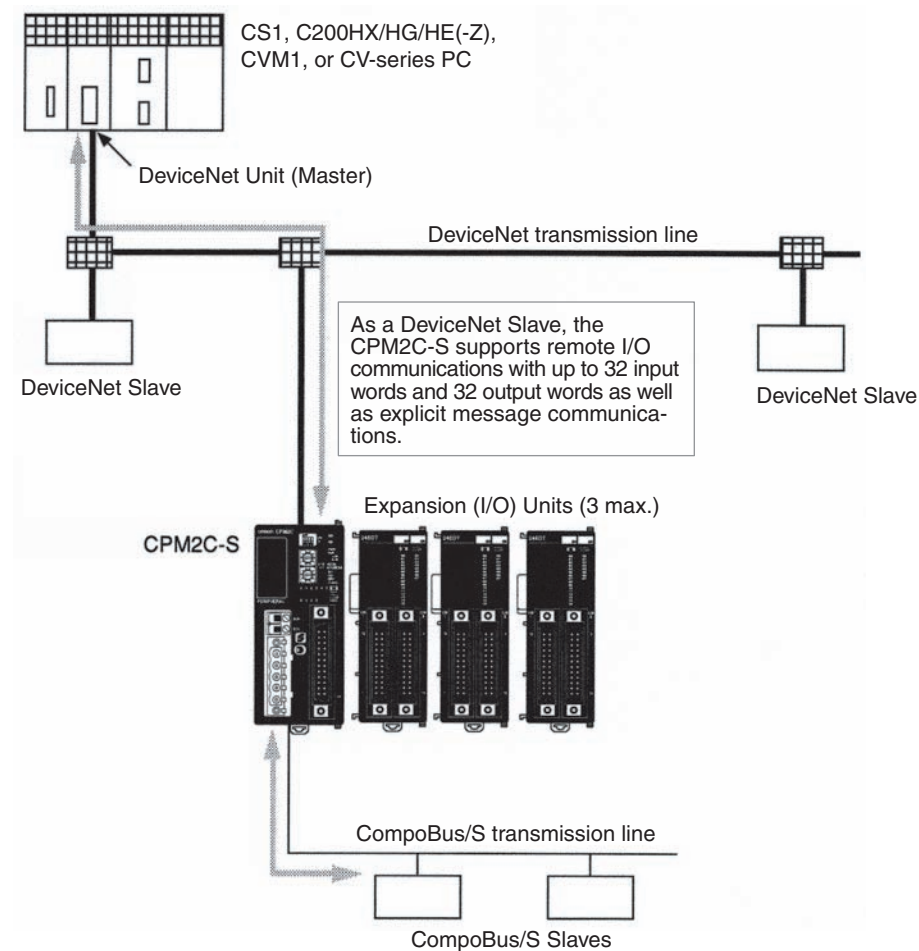 CS1, C200HX/HG/HE(-Z),
CVM1, or CV-series PC
DeviceNet Unit (Master)
DeviceNet transmission line
As a DeviceNet Slave, the
CPM2C-S supports remote I/O
communications with up to 32 input
words and 32 output words as well
as explicit message communica-
tions.
DeviceNet Slave
DeviceNet Slave
Expansion (I/O) Units (3 max.)
CPM2C-S
CompoBus/S transmission line
CompoBus/S Slaves